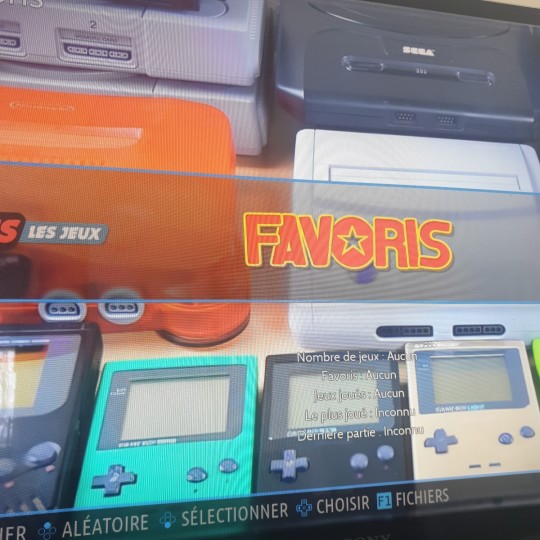 2
SEGA
LES JEUX
FAVORIS
Nombre de jeux : Aucun
Favoris : Aucun
Jeux joués : Aucun
Le plus joué : Inconnu
Dernière partie : Inconnu
GAME BOY LIGHT
ALÉATOIRE SÉLECTIONNER CHOISIR F1 FICHIERS